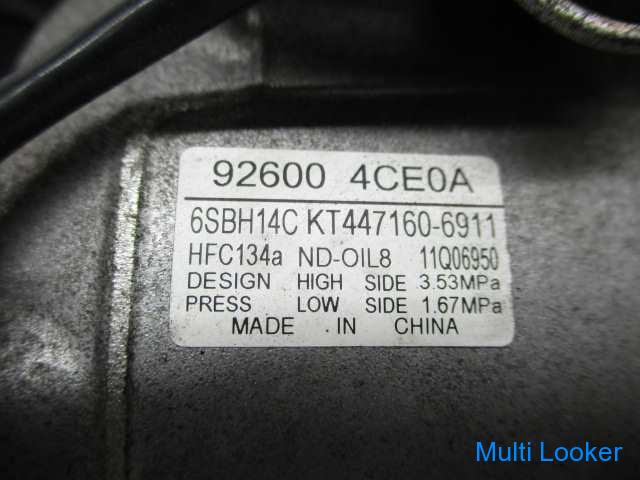 92600 4CE0A
6SBH14C KT447160-6911
HFC134a ND-OIL8 11Q06950
DESIGN HIGH SIDE 3.53MPa
PRESS LOW SIDE 1.67MPa
MADE IN CHINA
Multi Looker